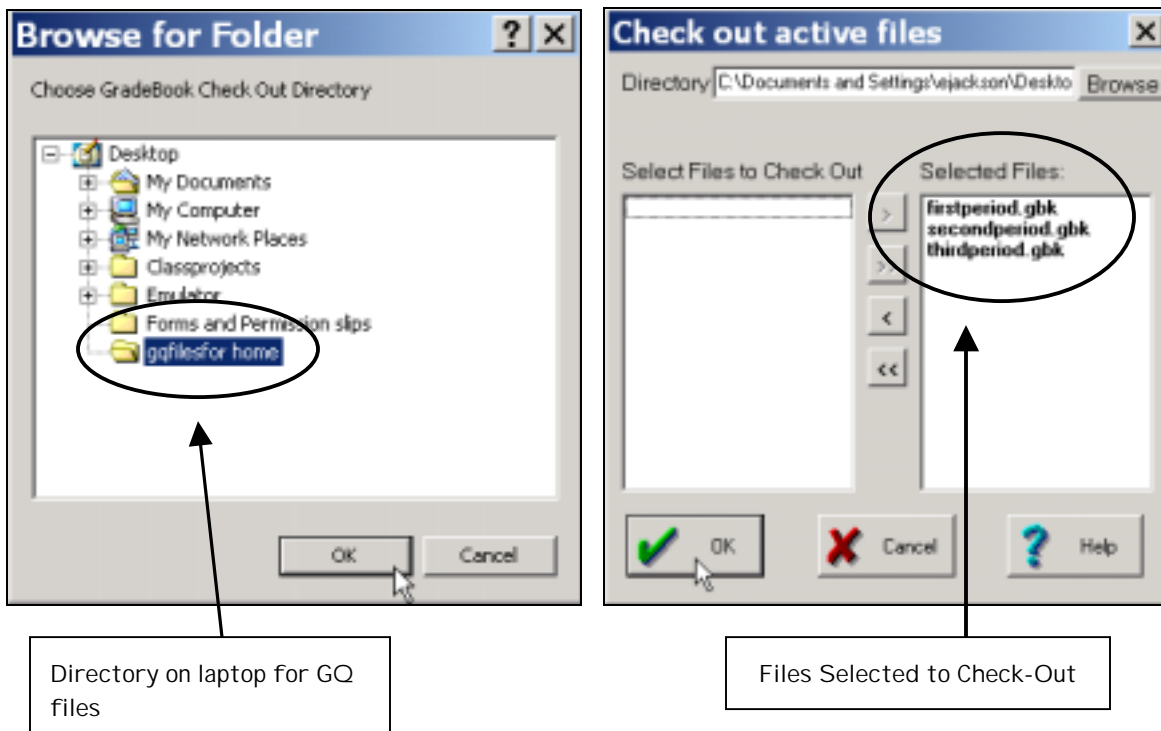 Browse for Folder
Choose GradeBook Check Out Directory
Desktop
My Documents
My Computer
My Network Places
Classprojects
Emulator
Forms and Permission slips
gqfilesfor home
OK
Cancel
Directory on laptop for GQ
files
Check out active files
Directory C:\Documents and Settings\ejackson\Deskto Browse
Select Files to Check Out
Selected Files:
>
>>
<
<<
firstperiod.gbk
secondperiod.gbk
thirdperiod.gbk
OK
Cancel
Help
Files Selected to Check-Out